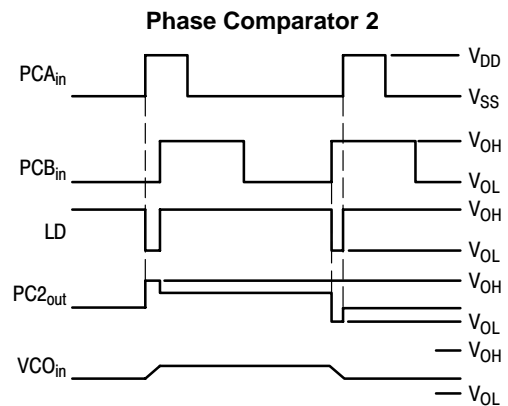 Phase Comparator 2
PCAin
VDD
VSS
PCBin
VOH
VOL
LD
VOH
VOL
PC2out
VOH
VOL
VCOin
VOH
VOL